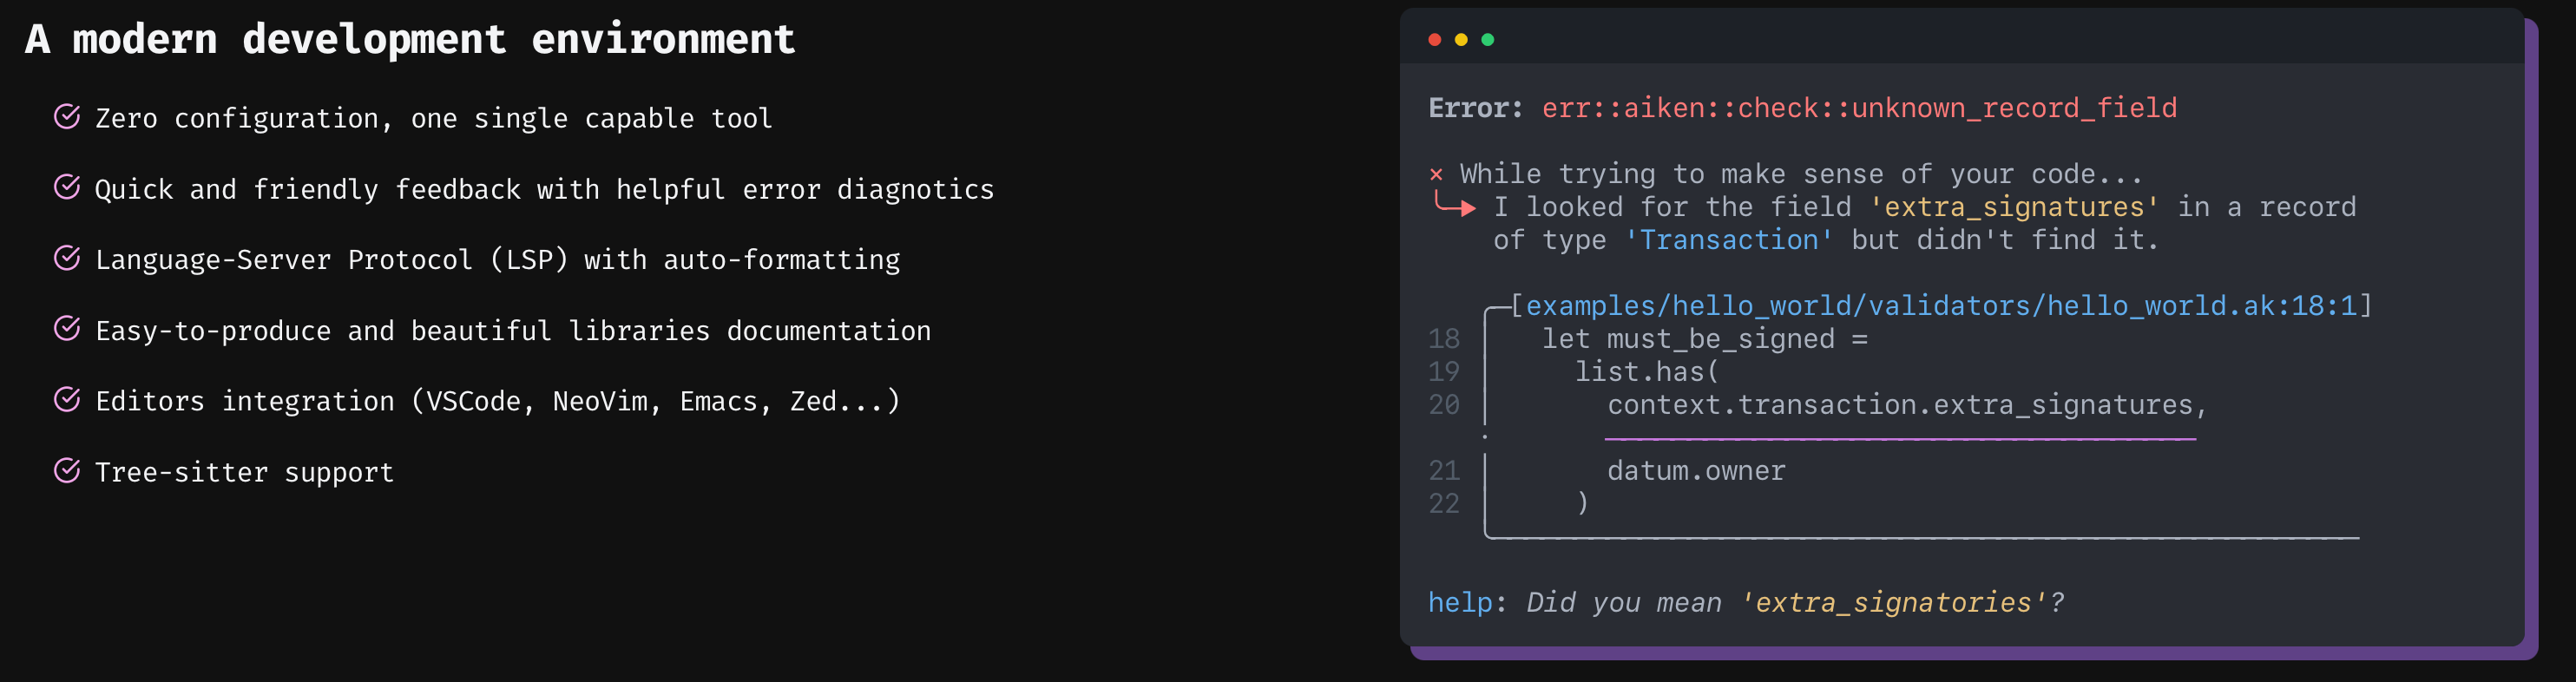 A modern development environment
Zero configuration, one single capable tool
Quick and friendly feedback with helpful error diagnotics
Language-Server Protocol (LSP) with auto-formatting
Easy-to-produce and beautiful libraries documentation
Editors integration (VSCode, NeoVim, Emacs, Zed...)
Tree-sitter support
Error: err::aiken::check::unknown_record_field
× While trying to make sense of your code...
I looked for the field 'extra_signatures' in a record
of type 'Transaction' but didn't find it.
[examples/hello_world/validators/hello_world.ak:18:1]
18 let must_be_signed =
19 list.has(
20 context.transaction.extra_signatures,
21 datum.owner
22 )
help: Did you mean 'extra_signatories'?